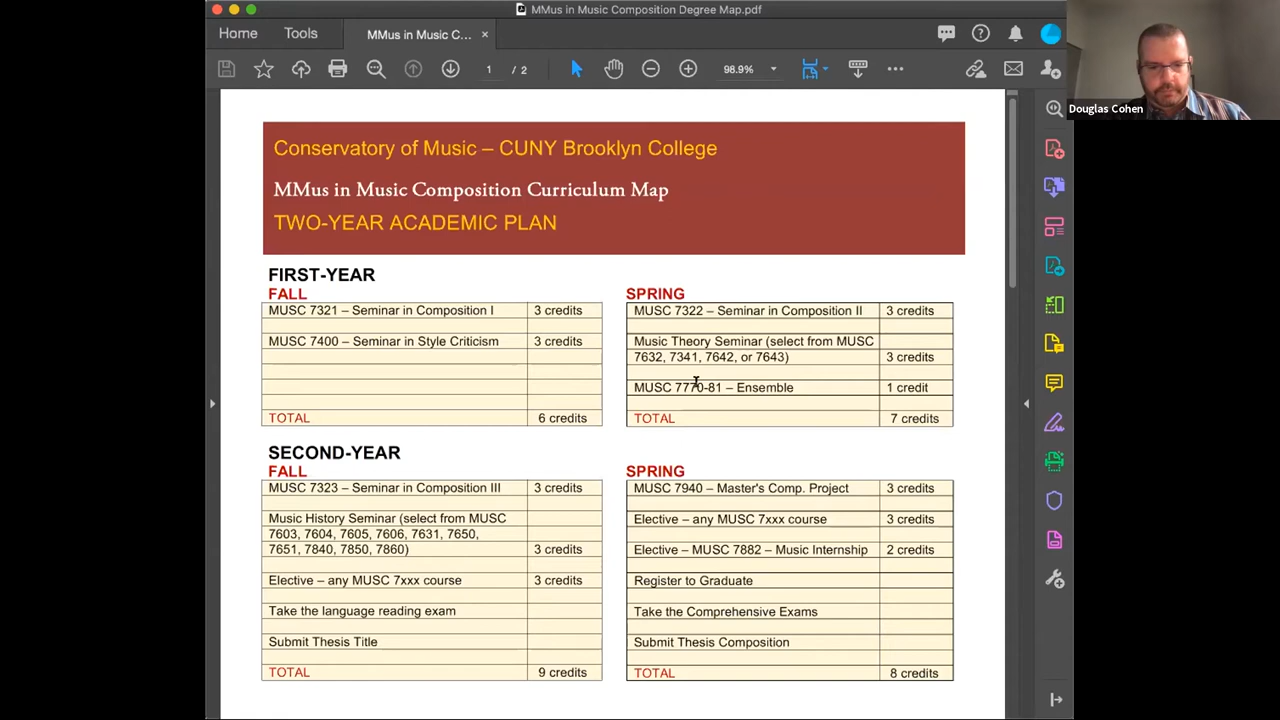 MMus in Music Composition Degree Map.pdf
Home
Tools
MMus in Music C... ×
1 / 2
98.9%
Douglas Cohen
Conservatory of Music – CUNY Brooklyn College
MMus in Music Composition Curriculum Map
TWO-YEAR ACADEMIC PLAN
FIRST-YEAR
FALL
MUSC 7321 – Seminar in Composition I 3 credits
MUSC 7400 – Seminar in Style Criticism 3 credits
TOTAL 6 credits
SPRING
MUSC 7322 – Seminar in Composition II 3 credits
Music Theory Seminar (select from MUSC
7632, 7341, 7642, or 7643) 3 credits
MUSC 7770-81 – Ensemble 1 credit
TOTAL 7 credits
SECOND-YEAR
FALL
MUSC 7323 – Seminar in Composition III 3 credits
Music History Seminar (select from MUSC
7603, 7604, 7605, 7606, 7631, 7650,
7651, 7840, 7850, 7860) 3 credits
Elective – any MUSC 7xxx course 3 credits
Take the language reading exam
Submit Thesis Title
TOTAL 9 credits
SPRING
MUSC 7940 – Master's Comp. Project 3 credits
Elective – any MUSC 7xxx course 3 credits
Elective – MUSC 7882 – Music Internship 2 credits
Register to Graduate
Take the Comprehensive Exams
Submit Thesis Composition
TOTAL 8 credits